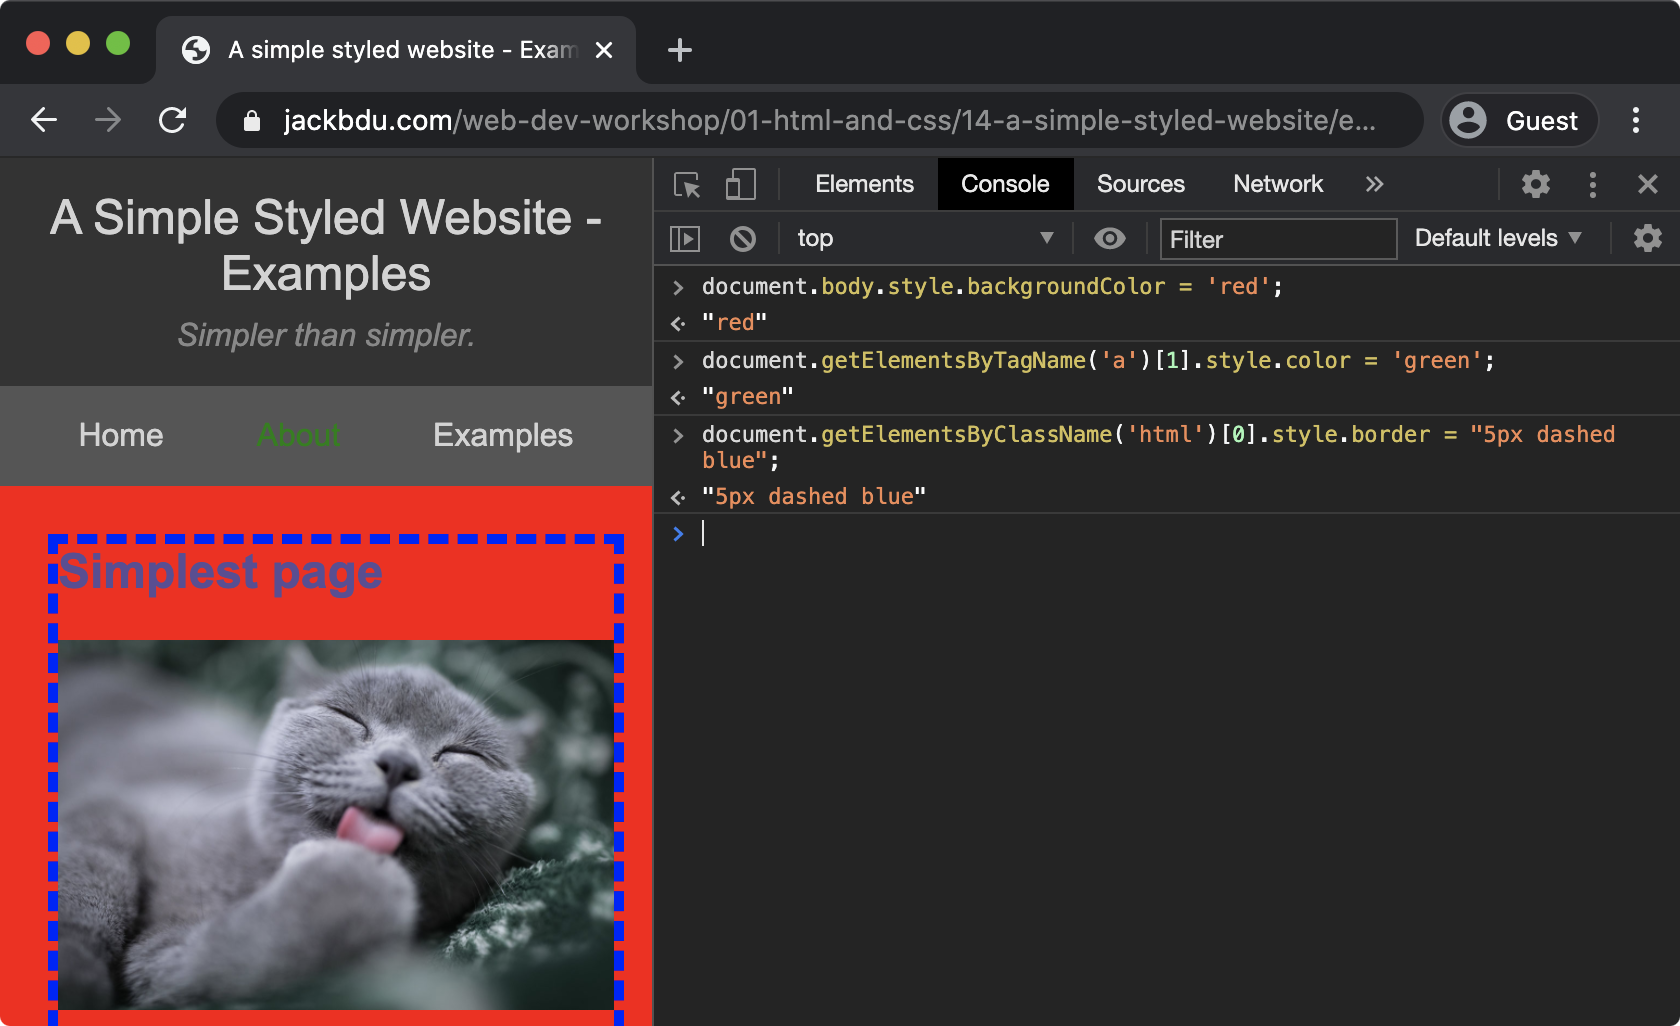 A simple styled website - Exam
jackbdu.com/web-dev-workshop/01-html-and-css/14-a-simple-styled-website/e...
Guest
A Simple Styled Website -
Examples
Simpler than simpler.
Home About Examples
Simplest page
Elements Console Sources Network
top Filter Default levels
document.body.style.backgroundColor = 'red';
"red"
document.getElementsByTagName('a')[1].style.color = 'green';
"green"
document.getElementsByClassName('html')[0].style.border = "5px dashed
blue";
"5px dashed blue"